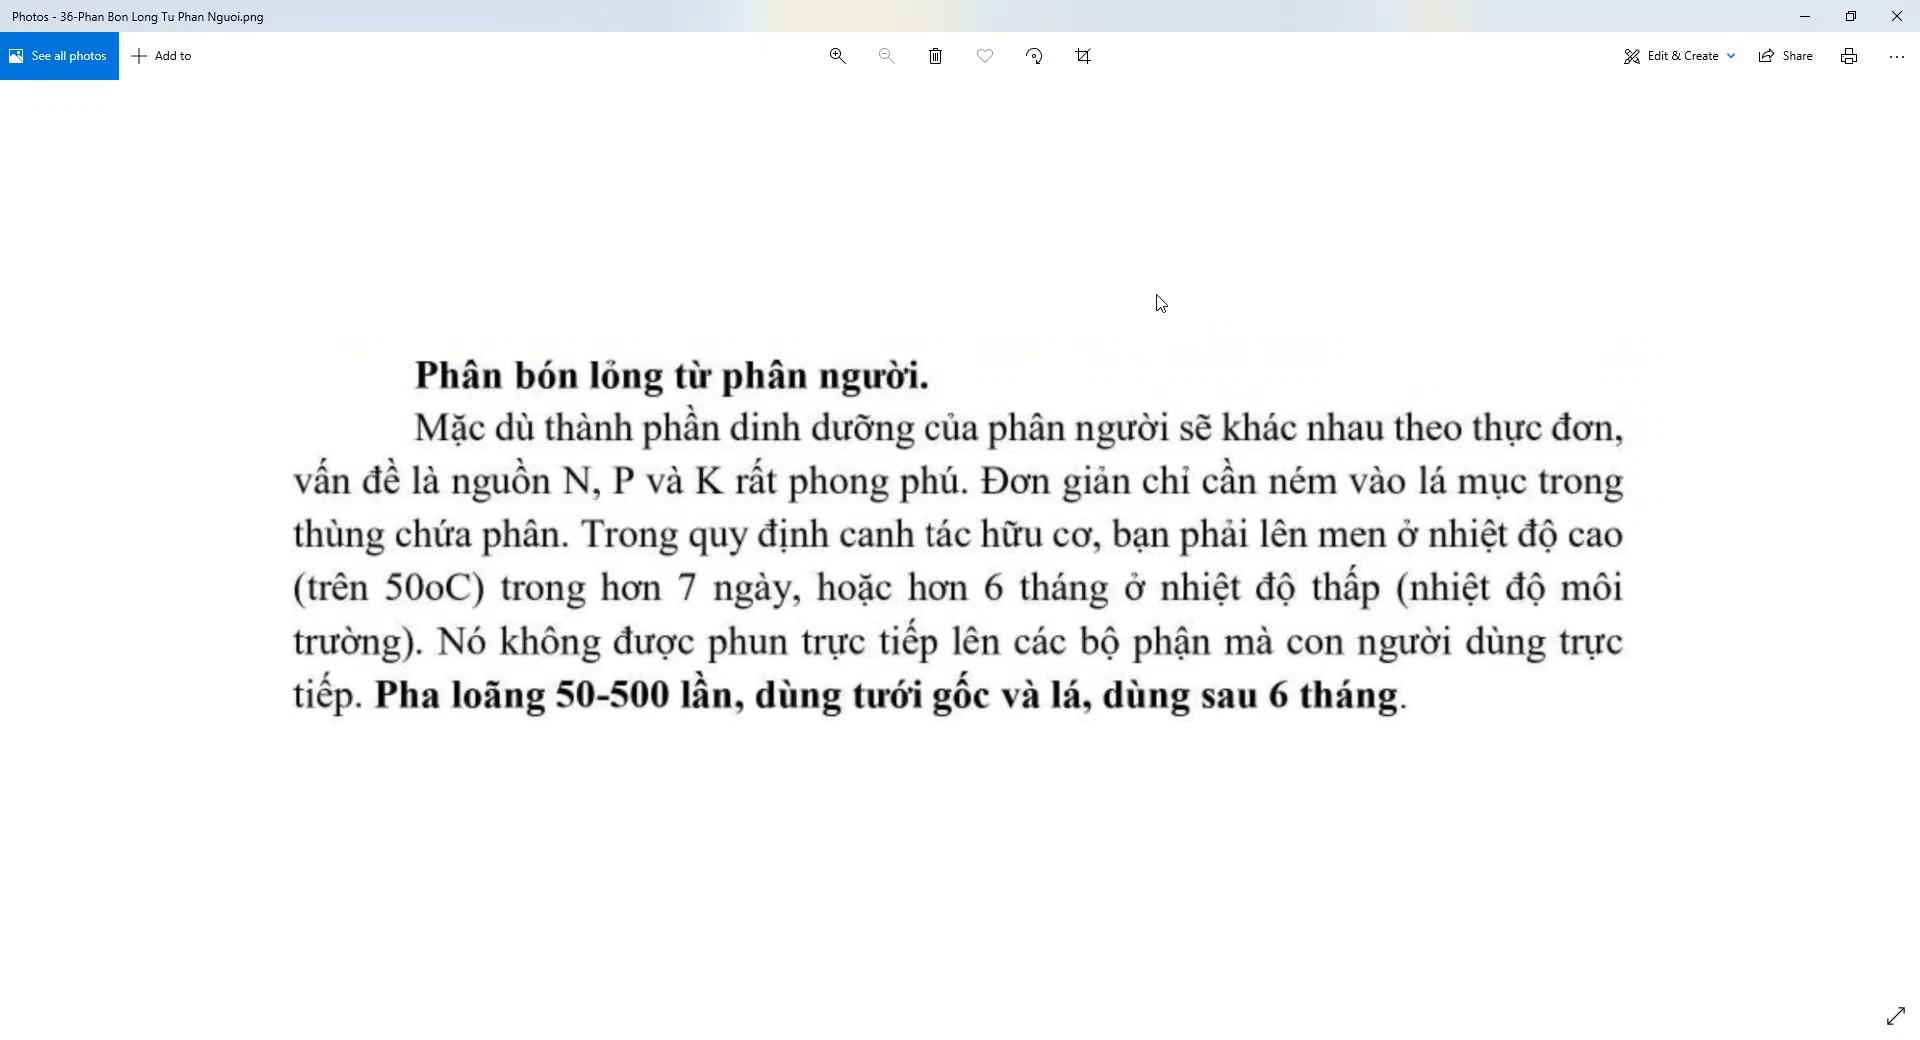 Photos - 36-Phan Bon Long Tu Phan Nguoi.png
See all photos
Add to
Edit & Create
Share
Phân bón lỏng từ phân người.
Mặc dù thành phần dinh dưỡng của phân người sẽ khác nhau theo thực đơn,
vấn đề là nguồn N, P và K rất phong phú. Đơn giản chỉ cần ném vào lá mục trong
thùng chứa phân. Trong quy định canh tác hữu cơ, bạn phải lên men ở nhiệt độ cao
(trên 50oC) trong hơn 7 ngày, hoặc hơn 6 tháng ở nhiệt độ thấp (nhiệt độ môi
trường). Nó không được phun trực tiếp lên các bộ phận mà con người dùng trực
tiếp. Pha loãng 50-500 lần, dùng tưới gốc và lá, dùng sau 6 tháng.